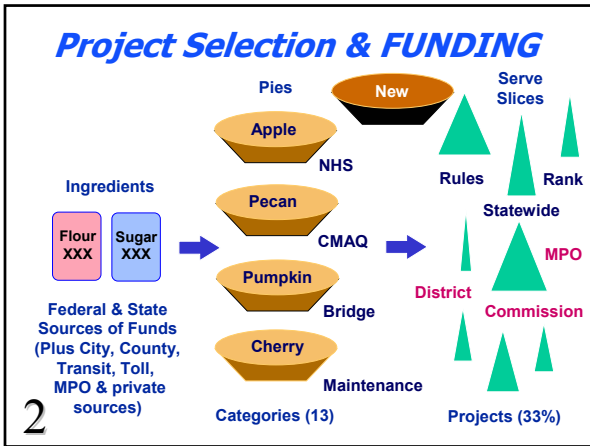 Project Selection & FUNDING
Ingredients
Flour
XXX
Sugar
XXX
Federal & State
Sources of Funds
(Plus City, County,
Transit, Toll,
MPO & private
sources)
Pies
New
Apple
NHS
Pecan
CMAQ
Pumpkin
Bridge
Cherry
Maintenance
Categories (13)
Serve
Slices
Rules
Rank
Statewide
MPO
District
Commission
Projects (33%)
2